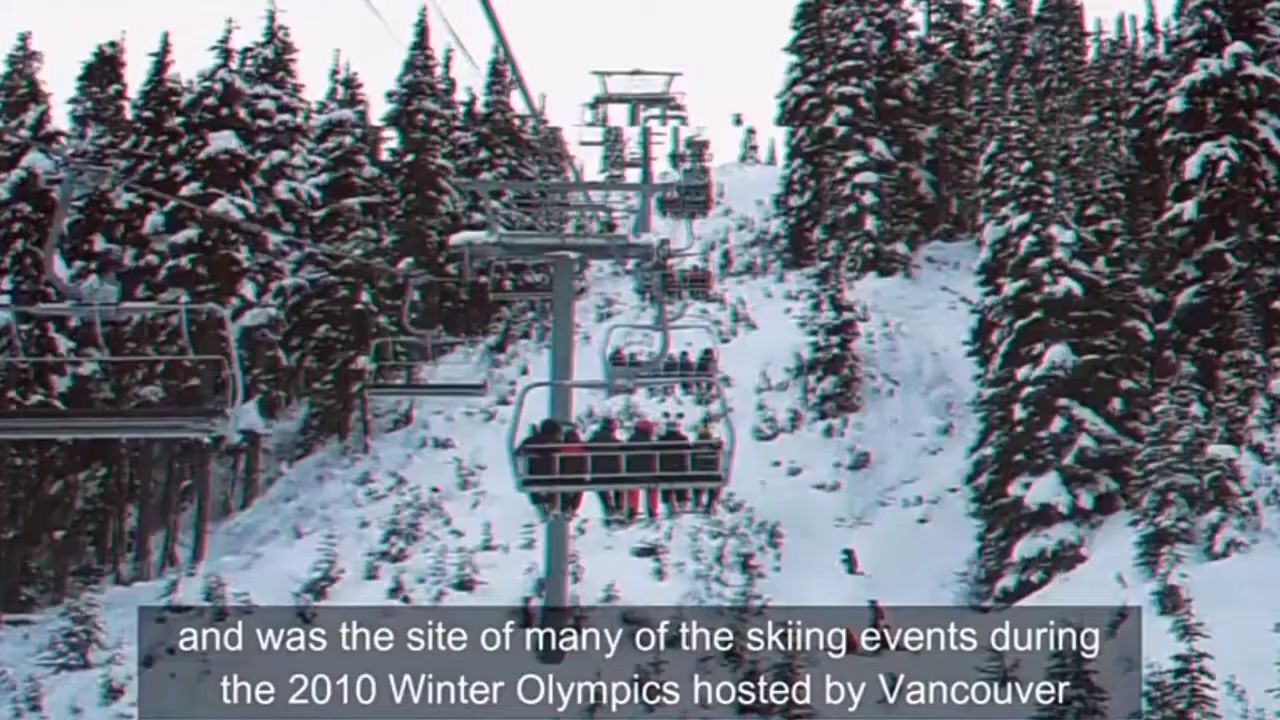 and was the site of many of the skiing events during
the 2010 Winter Olympics hosted by Vancouver